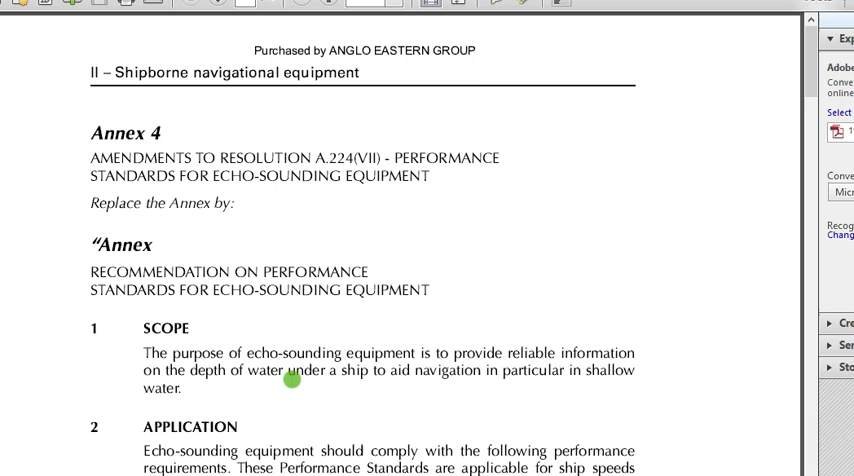 Purchased by ANGLO EASTERN GROUP
II – Shipborne navigational equipment
Annex 4
AMENDMENTS TO RESOLUTION A.224(VII) - PERFORMANCE
STANDARDS FOR ECHO-SOUNDING EQUIPMENT
Replace the Annex by:
“Annex
RECOMMENDATION ON PERFORMANCE
STANDARDS FOR ECHO-SOUNDING EQUIPMENT
1 SCOPE
The purpose of echo-sounding equipment is to provide reliable information
on the depth of water under a ship to aid navigation in particular in shallow
water.
2 APPLICATION
Echo-sounding equipment should comply with the following performance
requirements. These Performance Standards are applicable for ship speeds
Adobe
online
Select